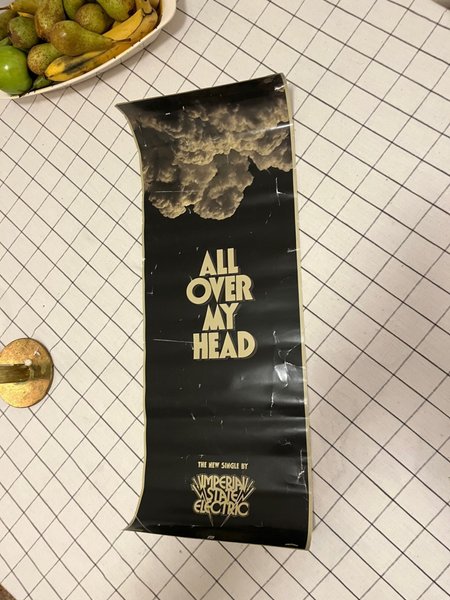 ALL
OVER
MY
HEAD
THE NEW SINGLE BY
IMPERIAL
STATE
ELECTRIC